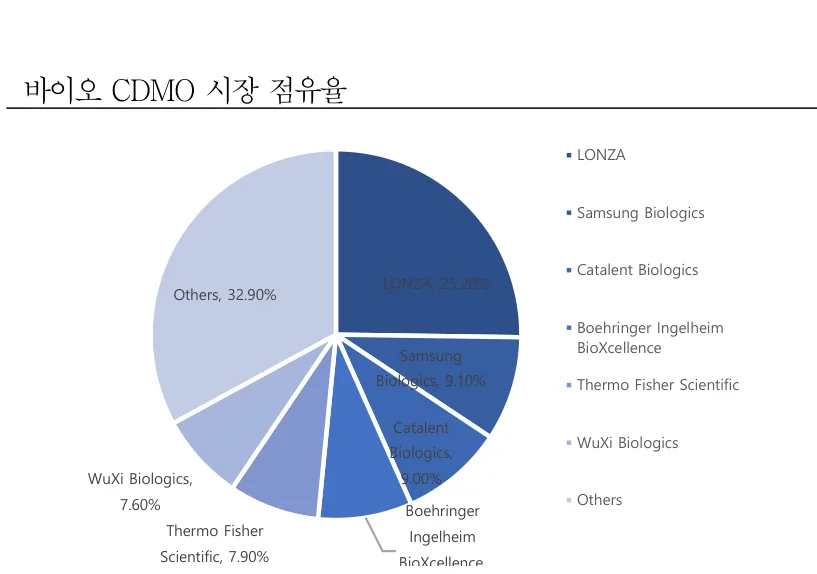 바이오 CDMO 시장 점유율
LONZA, 25.20%
Samsung
Biologics, 9.10%
Catalent
Biologics,
9.00%
Boehringer
Ingelheim
BioXcellence
Thermo Fisher
Scientific, 7.90%
WuXi Biologics,
7.60%
Others, 32.90%
LONZA
Samsung Biologics
Catalent Biologics
Boehringer Ingelheim
BioXcellence
Thermo Fisher Scientific
WuXi Biologics
Others